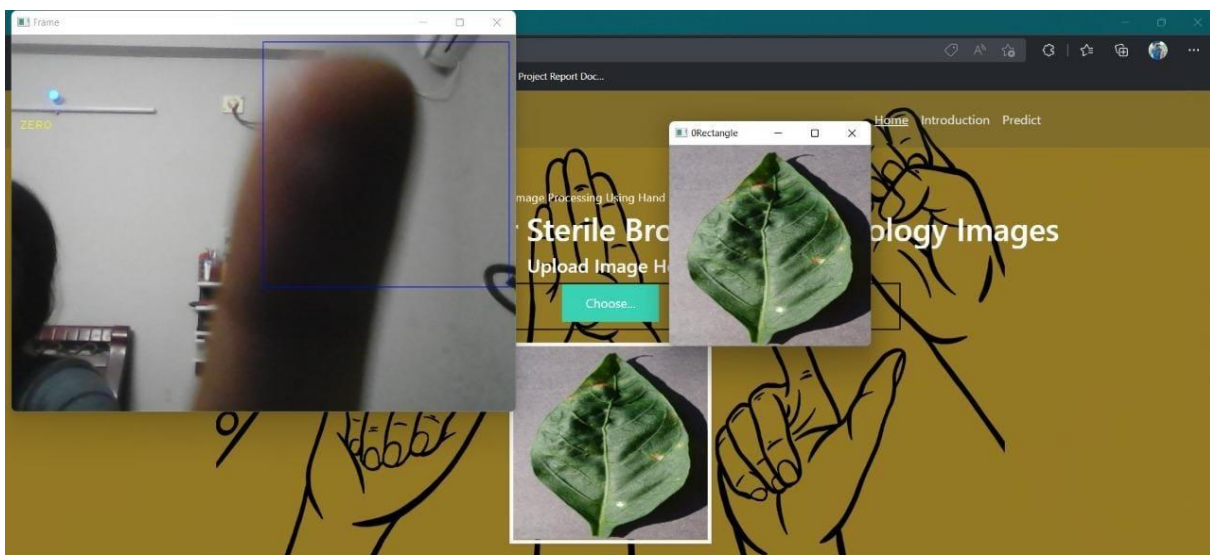 Frame
Project Report Doc...
ZERO
0Rectangle
Home Introduction Predict
mage Processing Using Hand
Sterile Bro
ology Images
Upload Image H
Choose...